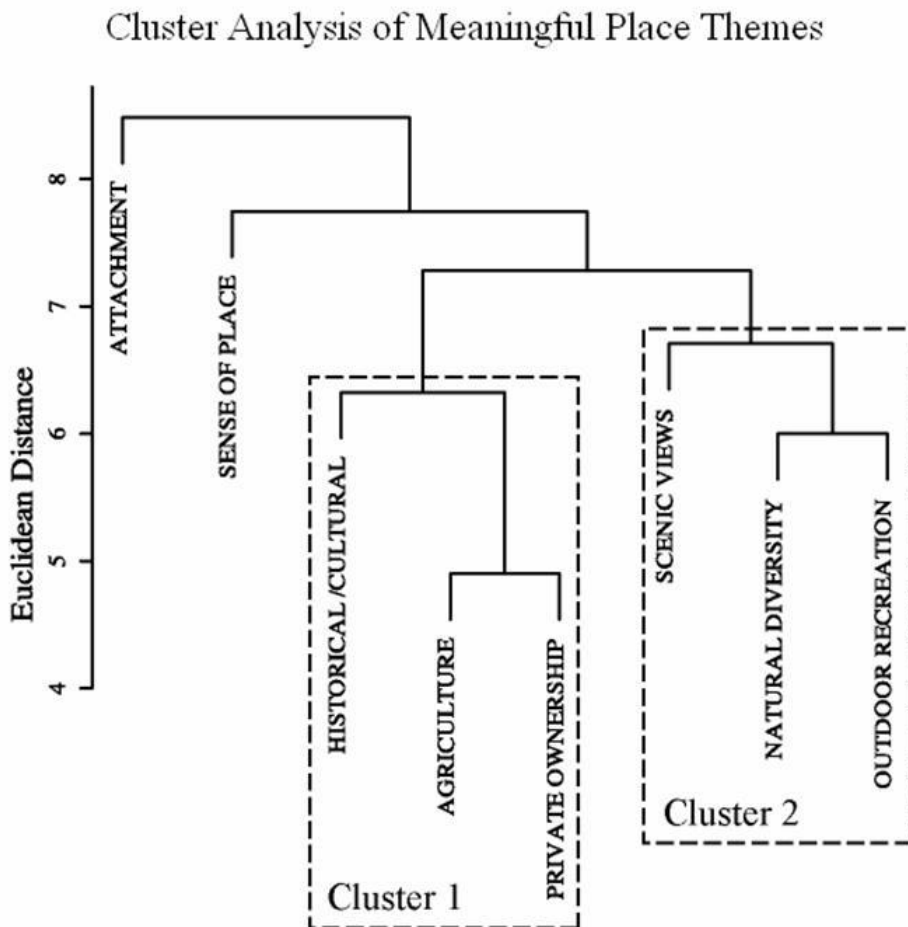 Cluster Analysis of Meaningful Place Themes
Euclidean Distance
8
7
6
5
4
ATTACHMENT
SENSE OF PLACE
HISTORICAL /CULTURAL
AGRICULTURE
PRIVATE OWNERSHIP
SCENIC VIEWS
NATURAL DIVERSITY
OUTDOOR RECREATION
Cluster 1
Cluster 2